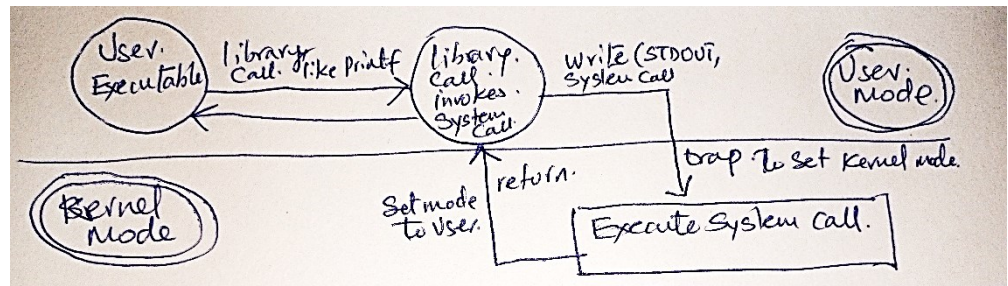 User.
Executable
library
Call. like Printf
library.
Call.
invokes.
System
Call.
Write (STDOUT,
System Call
User.
Mode.
trap to set Kernel mode.
Kernel
Mode
Set mode
to User.
return.
Execute System Call.